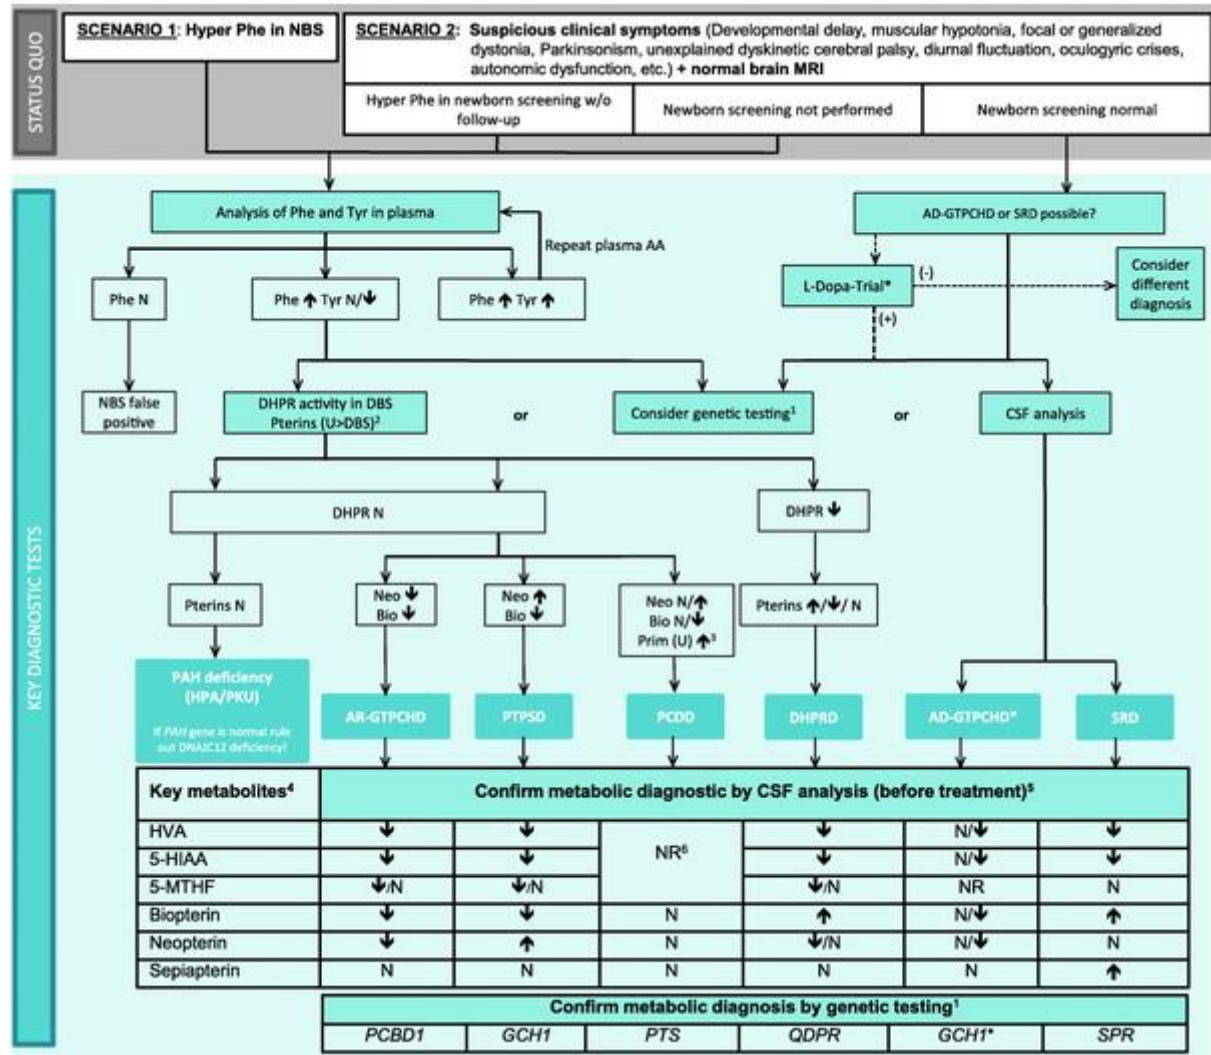 STATUS QUO
SCENARIO 1: Hyper Phe in NBS
SCENARIO 2: Suspicious clinical symptoms (Developmental delay, muscular hypotonia, focal or generalized
dystonia, Parkinsonism, unexplained dyskinetic cerebral palsy, diurnal fluctuation, oculogyric crises,
autonomic dysfunction, etc.) + normal brain MRI
Hyper Phe in newborn screening w/o
follow-up
Newborn screening not performed
Newborn screening normal
KEY DIAGNOSTIC TESTS
Analysis of Phe and Tyr in plasma
AD-GTPCHD or SRD possible?
Repeat plasma AA
Phe N
Phe ↑ Tyr N/↓
Phe ↑ Tyr ↑
L-Dopa-Trial*
(-)
(+)
Consider
different
diagnosis
NBS false
positive
DHPR activity in DBS
Pterins (U>DBS)²
or
Consider genetic testing¹
or
CSF analysis
DHPR N
DHPR ↓
Pterins N
Neo ↓
Bio ↓
Neo ↑
Bio ↓
Neo N/↑
Bio N/↓
Prim (U) ↑³
Pterins ↑/↓/ N
PAH deficiency
(HPA/PKU)
If PAH gene is normal rule
out DNAJC12 deficiency!
AR-GTPCHD
PTPSD
PCDD
DHPRD
AD-GTPCHD*
SRD
Key metabolites⁴ Confirm metabolic diagnostic by CSF analysis (before treatment)⁵
HVA ↓ ↓ NR⁶ ↓ N/↓ ↓
5-HIAA ↓ ↓ ↓ N/↓ ↓
5-MTHF ↓/N ↓/N ↓/N NR N
Biopterin ↓ ↓ N ↑ N/↓ ↑
Neopterin ↓ ↑ N ↓/N N/↓ N
Sepiapterin N N N N N ↑
Confirm metabolic diagnosis by genetic testing¹
PCBD1 GCH1 PTS QDPR GCH1* SPR